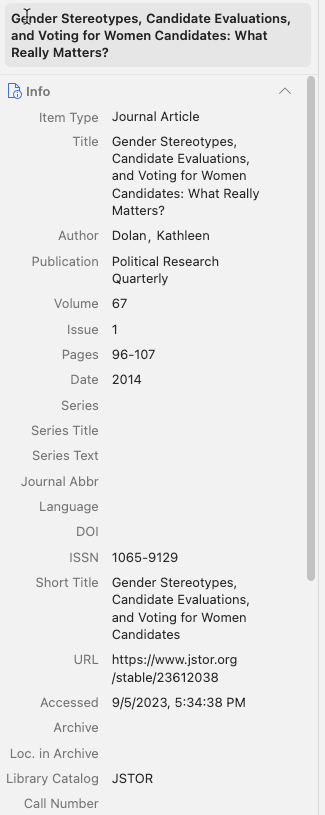 Gender Stereotypes, Candidate Evaluations,
and Voting for Women Candidates: What
Really Matters?
Info
Item Type Journal Article
Title Gender Stereotypes,
Candidate Evaluations,
and Voting for Women
Candidates: What Really
Matters?
Author Dolan, Kathleen
Publication Political Research
Quarterly
Volume 67
Issue 1
Pages 96-107
Date 2014
Series
Series Title
Series Text
Journal Abbr
Language
DOI
ISSN 1065-9129
Short Title Gender Stereotypes,
Candidate Evaluations,
and Voting for Women
Candidates
URL https://www.jstor.org
/stable/23612038
Accessed 9/5/2023, 5:34:38 PM
Archive
Loc. in Archive
Library Catalog JSTOR
Call Number